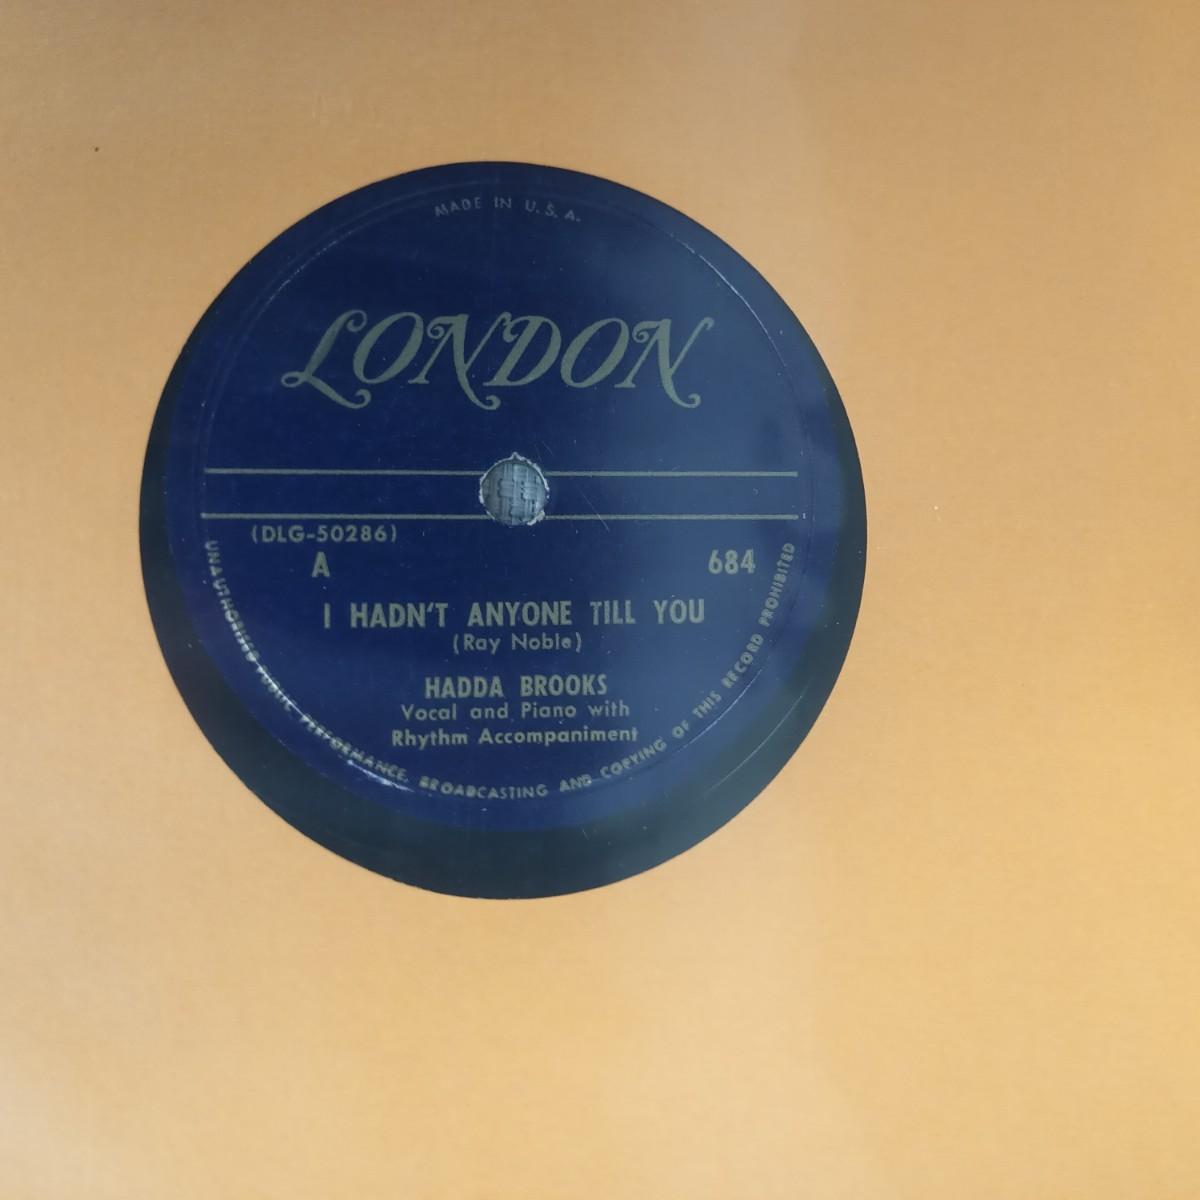 MADE IN U.S.A.
LONDON
(DLG-50286)
A 684
I HADN'T ANYONE TILL YOU
(Ray Noble)
HADDA BROOKS
Vocal and Piano with
Rhythm Accompaniment
UNAUTHORISED PUBLIC PERFORMANCE, BROADCASTING AND COPYING OF THIS RECORD PROHIBITED